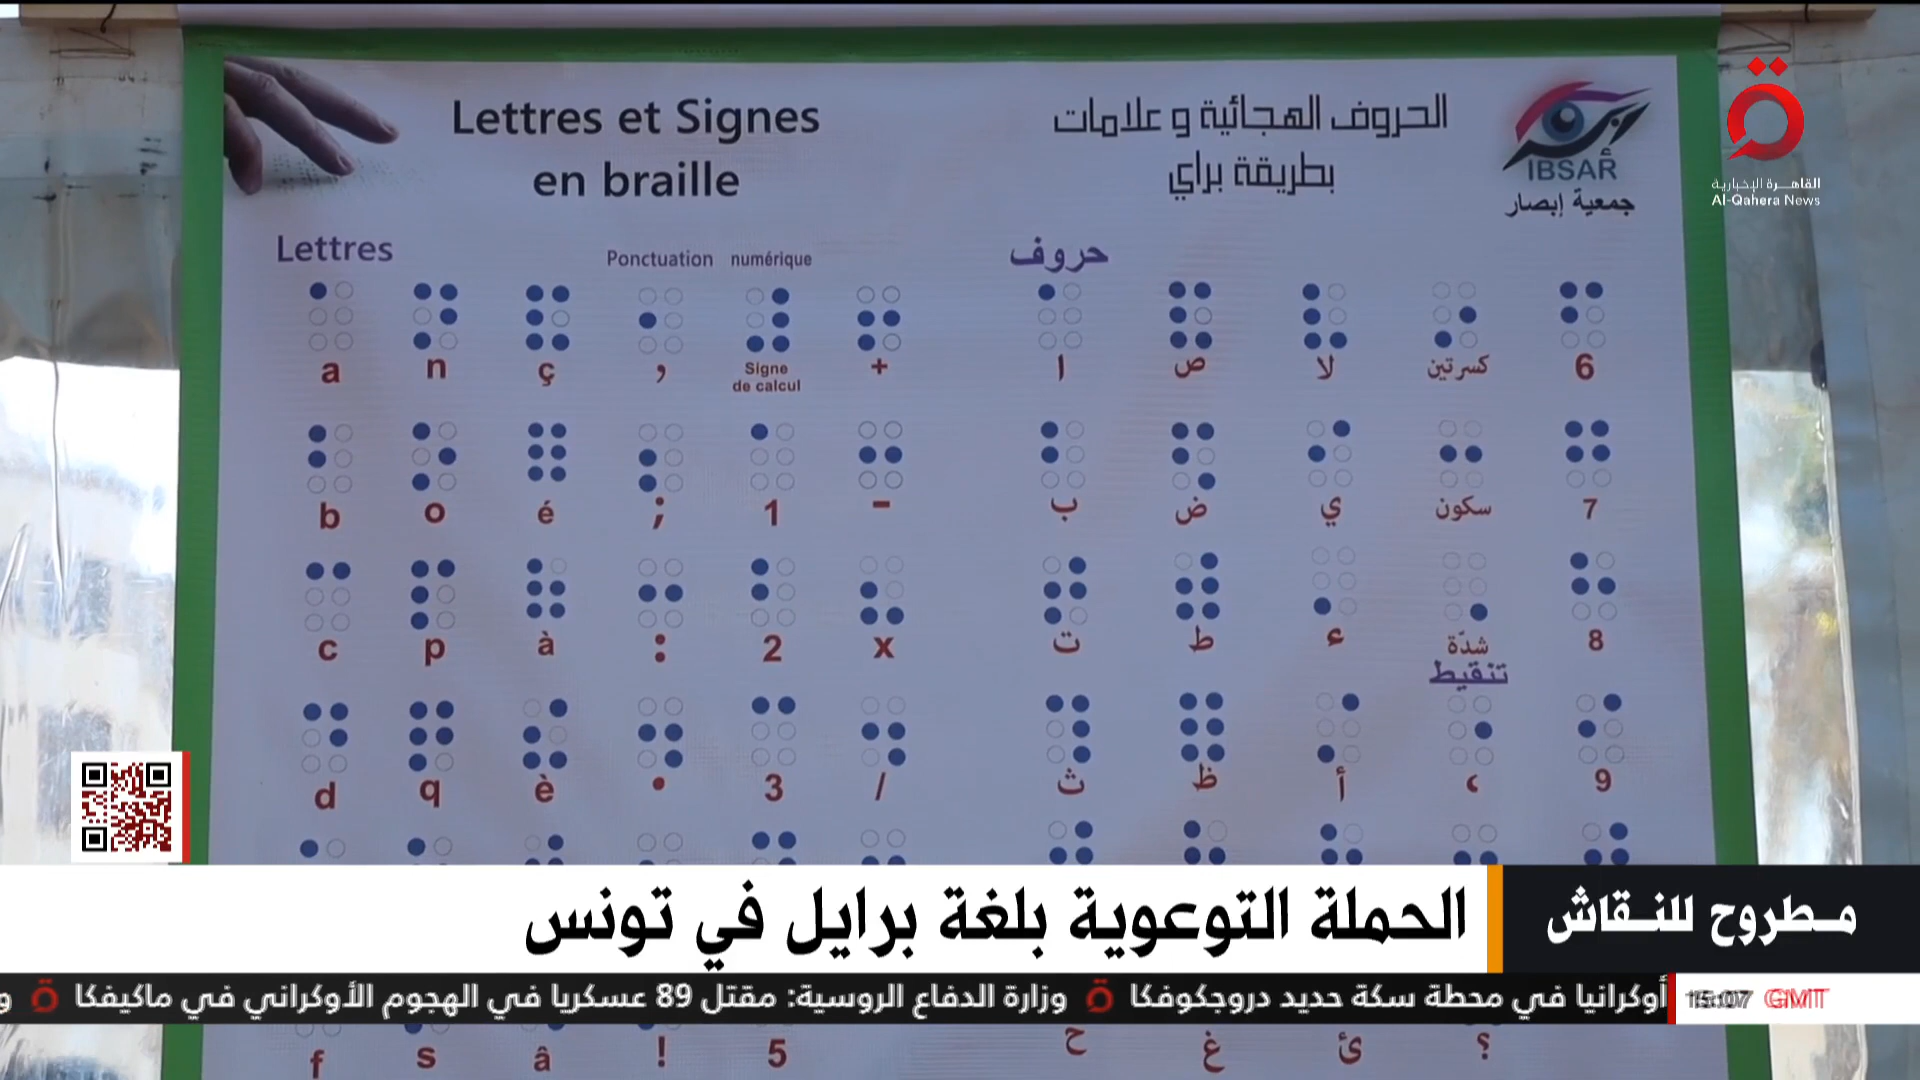 Lettres et Signes
en braille
الحروف الهجائية و علامات
بطريقة براي
IBSAR
جمعية إبصار
القاهرة الإخبارية
Al-Qahera News
Lettres
Ponctuation numérique
حروف
a n ç , Signe de calcul +
ا ص لا كسرتين 6
b o é ; 1 -
ب ض ي سكون 7
c p à : 2 x
ت ط ء شدّة 8
تنقيط
d q è . 3 /
ث ظ أ ، 9
مطروح للنقاش
الحملة التوعوية بلغة برايل في تونس
أوكرانيا في محطة سكة حديد دروجكوفكا
وزارة الدفاع الروسية: مقتل 89 عسكريا في الهجوم الأوكراني في ماكيفكا
و
15:07 GMT
f s â ! 5
ح غ ئ ؟